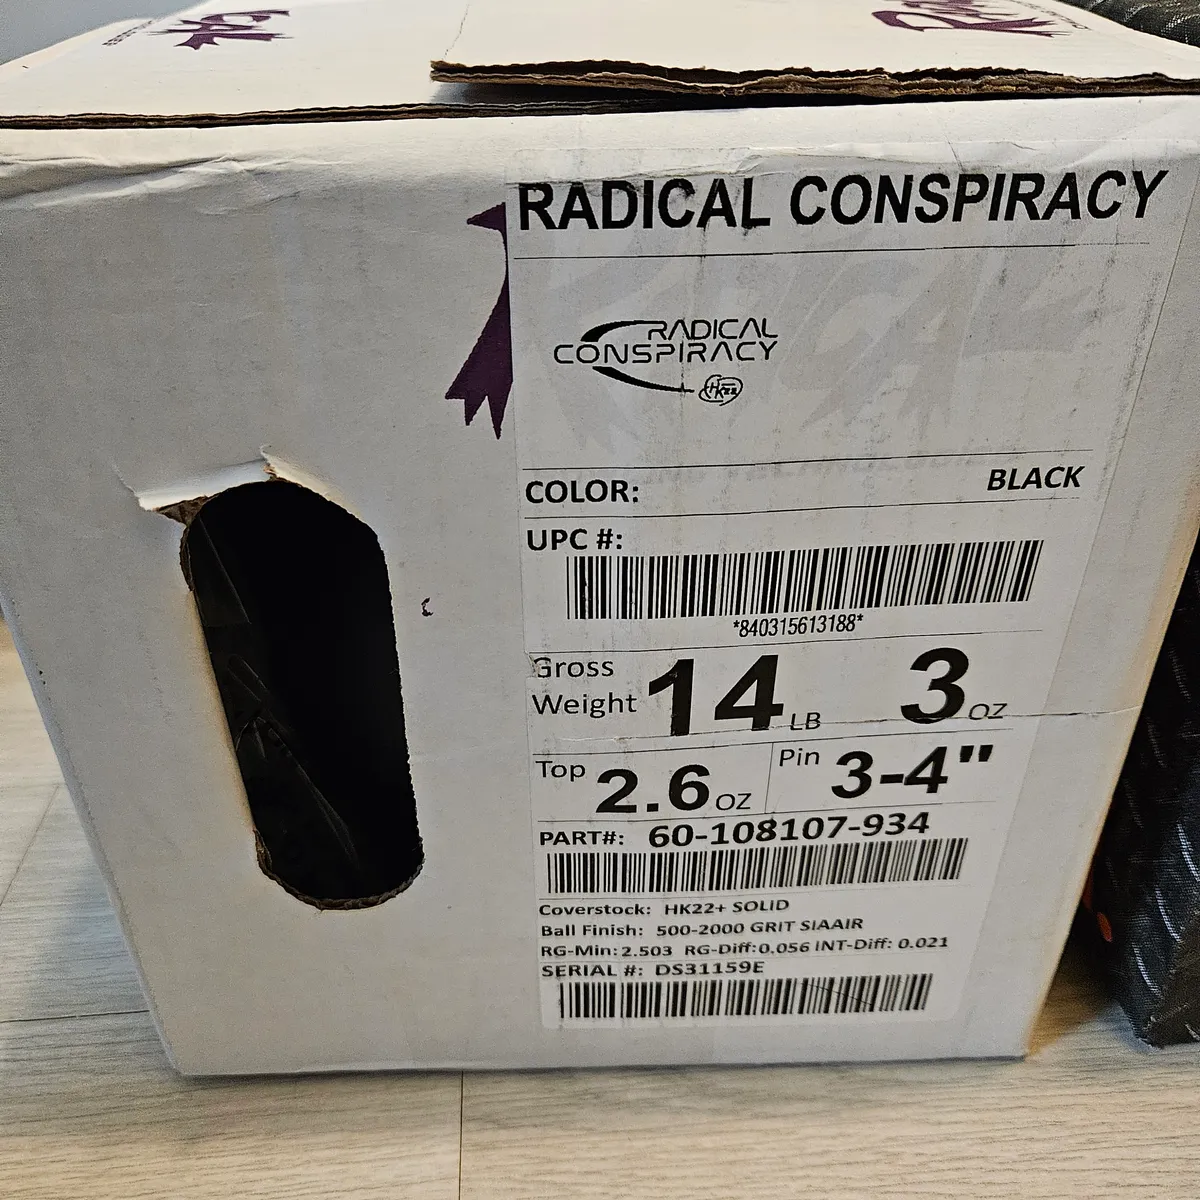 RADICAL CONSPIRACY
RADICAL
CONSPIRACY
HK22
COLOR: BLACK
UPC #:
*840315613188*
Gross
Weight 14 LB 3 OZ
Top 2.6 OZ Pin 3-4"
PART#: 60-108107-934
Coverstock: HK22+ SOLID
Ball Finish: 500-2000 GRIT SIAAIR
RG-Min: 2.503 RG-Diff:0.056 INT-Diff: 0.021
SERIAL #: DS31159E